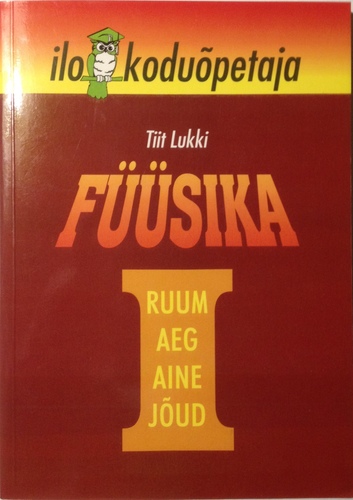 ilo koduõpetaja
Tiit Lukki
FÜÜSIKA
I
RUUM
AEG
AINE
JÕUD